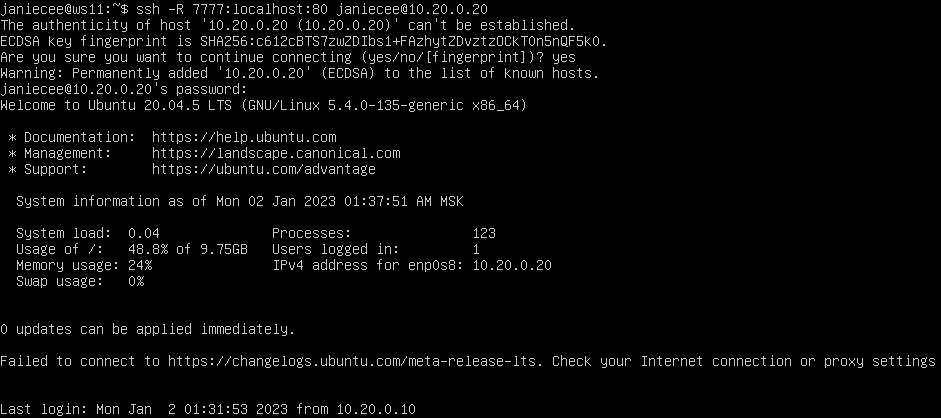 janiecee@ws11:~$ ssh -R 7777:localhost:80 janiecee@10.20.0.20
The authenticity of host '10.20.0.20 (10.20.0.20)' can't be established.
ECDSA key fingerprint is SHA256:c612cBTS7zwZDIbs1+FAzhytZDvztzOCkTOn5nQF5k0.
Are you sure you want to continue connecting (yes/no/[fingerprint])? yes
Warning: Permanently added '10.20.0.20' (ECDSA) to the list of known hosts.
janiecee@10.20.0.20's password:
Welcome to Ubuntu 20.04.5 LTS (GNU/Linux 5.4.0-135-generic x86_64)
* Documentation:  https://help.ubuntu.com
* Management:     https://landscape.canonical.com
* Support:        https://ubuntu.com/advantage
System information as of Mon 02 Jan 2023 01:37:51 AM MSK
System load:  0.04              Processes:               123
Usage of /:   48.8% of 9.75GB   Users logged in:         1
Memory usage: 24%               IPv4 address for enp0s8: 10.20.0.20
Swap usage:   0%
0 updates can be applied immediately.
Failed to connect to https://changelogs.ubuntu.com/meta-release-lts. Check your Internet connection or proxy settings
Last login: Mon Jan  2 01:31:53 2023 from 10.20.0.10